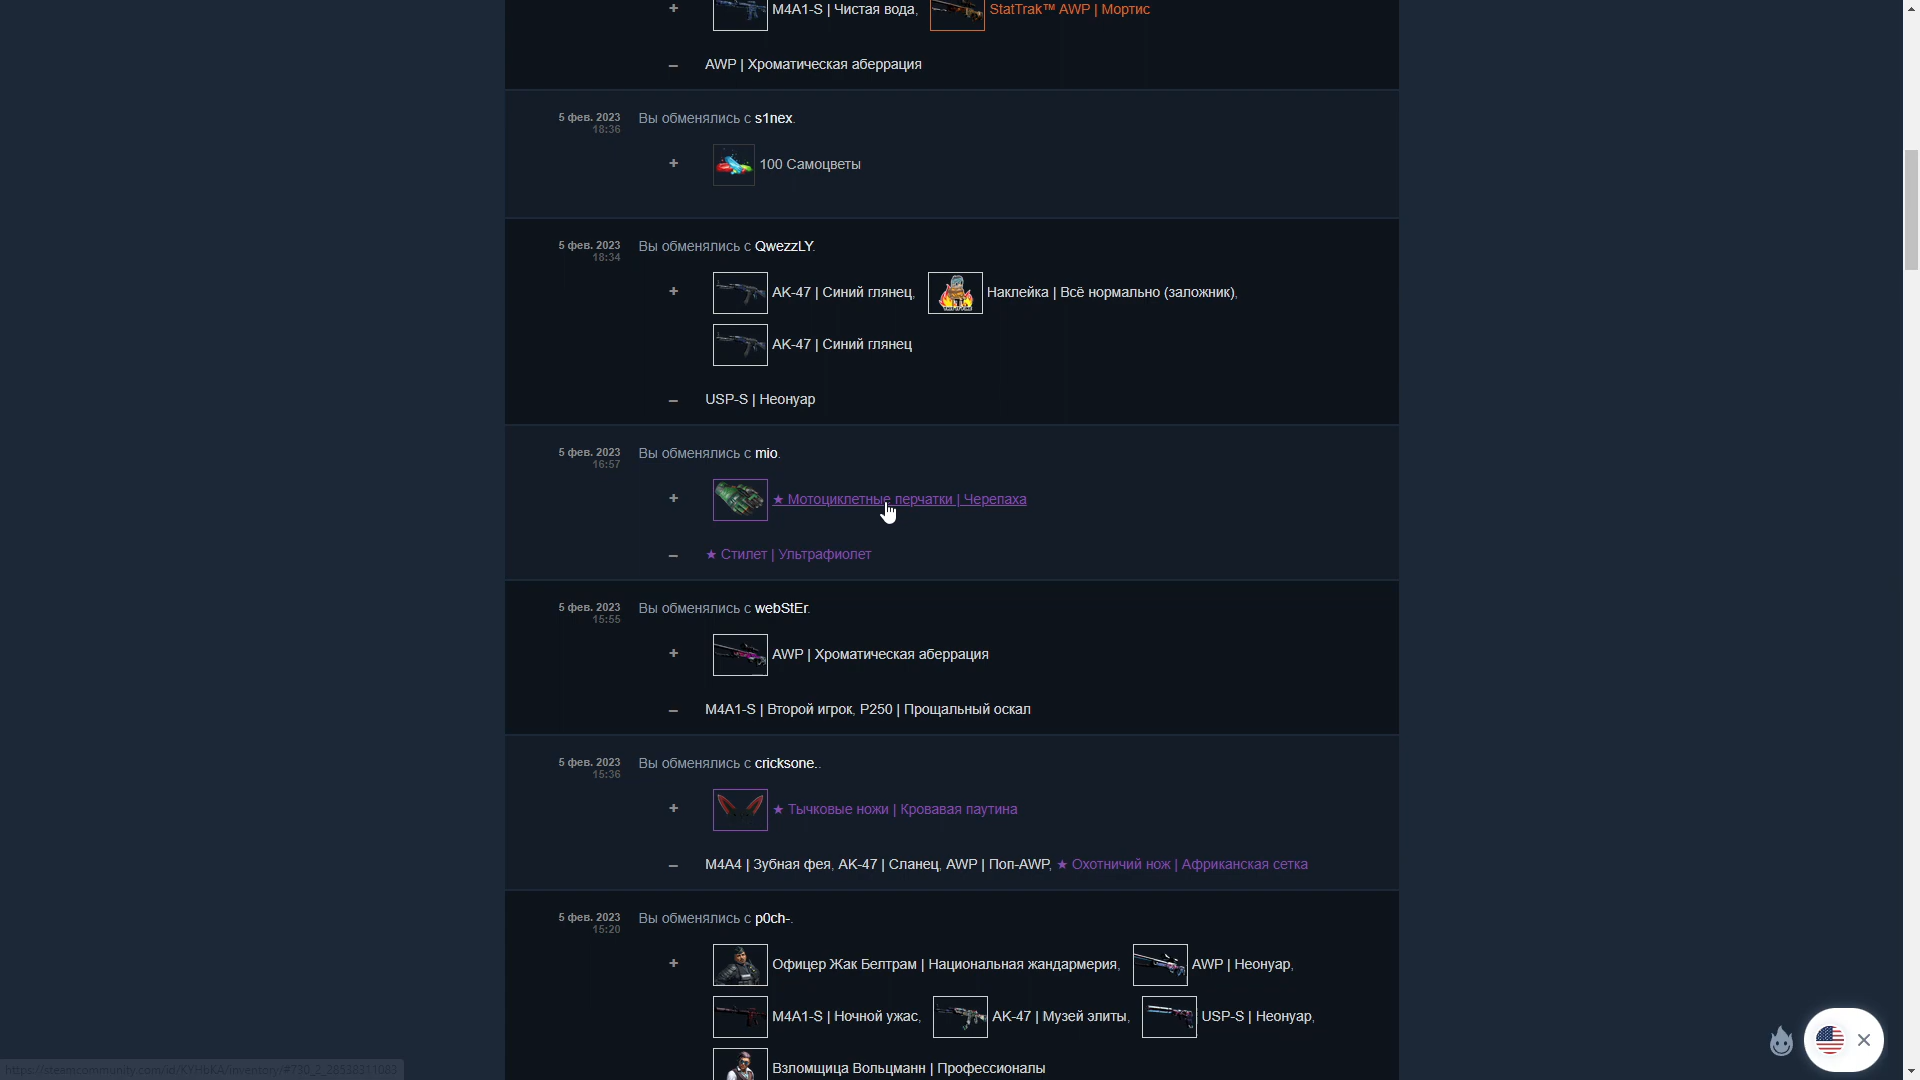 + M4A1-S | Чистая вода, StatTrak™ AWP | Мортис
– AWP | Хроматическая аберрация
5 фев. 2023 Вы обменялись с s1nex.
18:36
+ 100 Самоцветы
5 фев. 2023 Вы обменялись с QwezzLY.
18:34
+ AK-47 | Синий глянец, Наклейка | Всё нормально (заложник),
AK-47 | Синий глянец
– USP-S | Неонуар
5 фев. 2023 Вы обменялись с mio.
16:57
+ ★ Мотоциклетные перчатки | Черепаха
– ★ Стилет | Ультрафиолет
5 фев. 2023 Вы обменялись с webStEr.
15:55
+ AWP | Хроматическая аберрация
– M4A1-S | Второй игрок, P250 | Прощальный оскал
5 фев. 2023 Вы обменялись с cricksone..
15:36
+ ★ Тычковые ножи | Кровавая паутина
– M4A4 | Зубная фея, AK-47 | Сланец, AWP | Поп-AWP, ★ Охотничий нож | Африканская сетка
5 фев. 2023 Вы обменялись с p0ch-.
15:20
+ Офицер Жак Белтрам | Национальная жандармерия, AWP | Неонуар,
M4A1-S | Ночной ужас, AK-47 | Музей элиты, USP-S | Неонуар,
Взломщица Вольцманн | Профессионалы